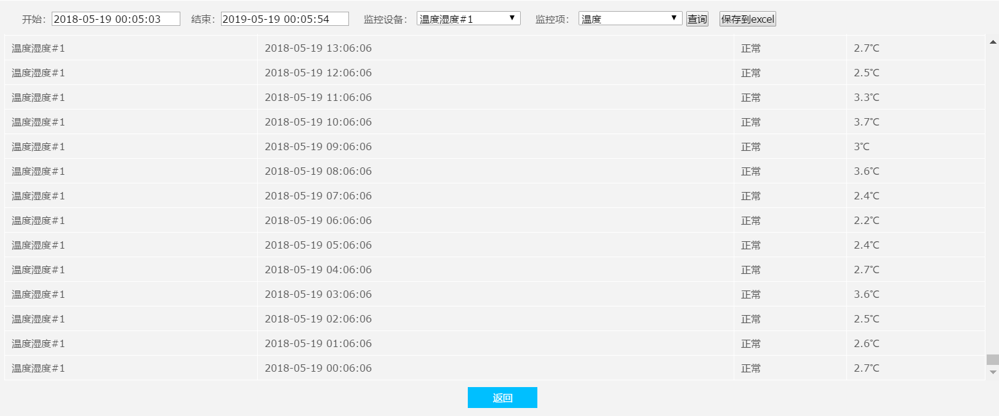 开始：2018-05-19 00:05:03 结束：2019-05-19 00:05:54 监控设备：温度湿度#1 监控项：温度 查询 保存到excel
温度湿度#1 2018-05-19 13:06:06 正常 2.7℃
温度湿度#1 2018-05-19 12:06:06 正常 2.5℃
温度湿度#1 2018-05-19 11:06:06 正常 3.3℃
温度湿度#1 2018-05-19 10:06:06 正常 3.7℃
温度湿度#1 2018-05-19 09:06:06 正常 3℃
温度湿度#1 2018-05-19 08:06:06 正常 3.6℃
温度湿度#1 2018-05-19 07:06:06 正常 2.4℃
温度湿度#1 2018-05-19 06:06:06 正常 2.2℃
温度湿度#1 2018-05-19 05:06:06 正常 2.4℃
温度湿度#1 2018-05-19 04:06:06 正常 2.7℃
温度湿度#1 2018-05-19 03:06:06 正常 3.6℃
温度湿度#1 2018-05-19 02:06:06 正常 2.5℃
温度湿度#1 2018-05-19 01:06:06 正常 2.6℃
温度湿度#1 2018-05-19 00:06:06 正常 2.7℃
返回